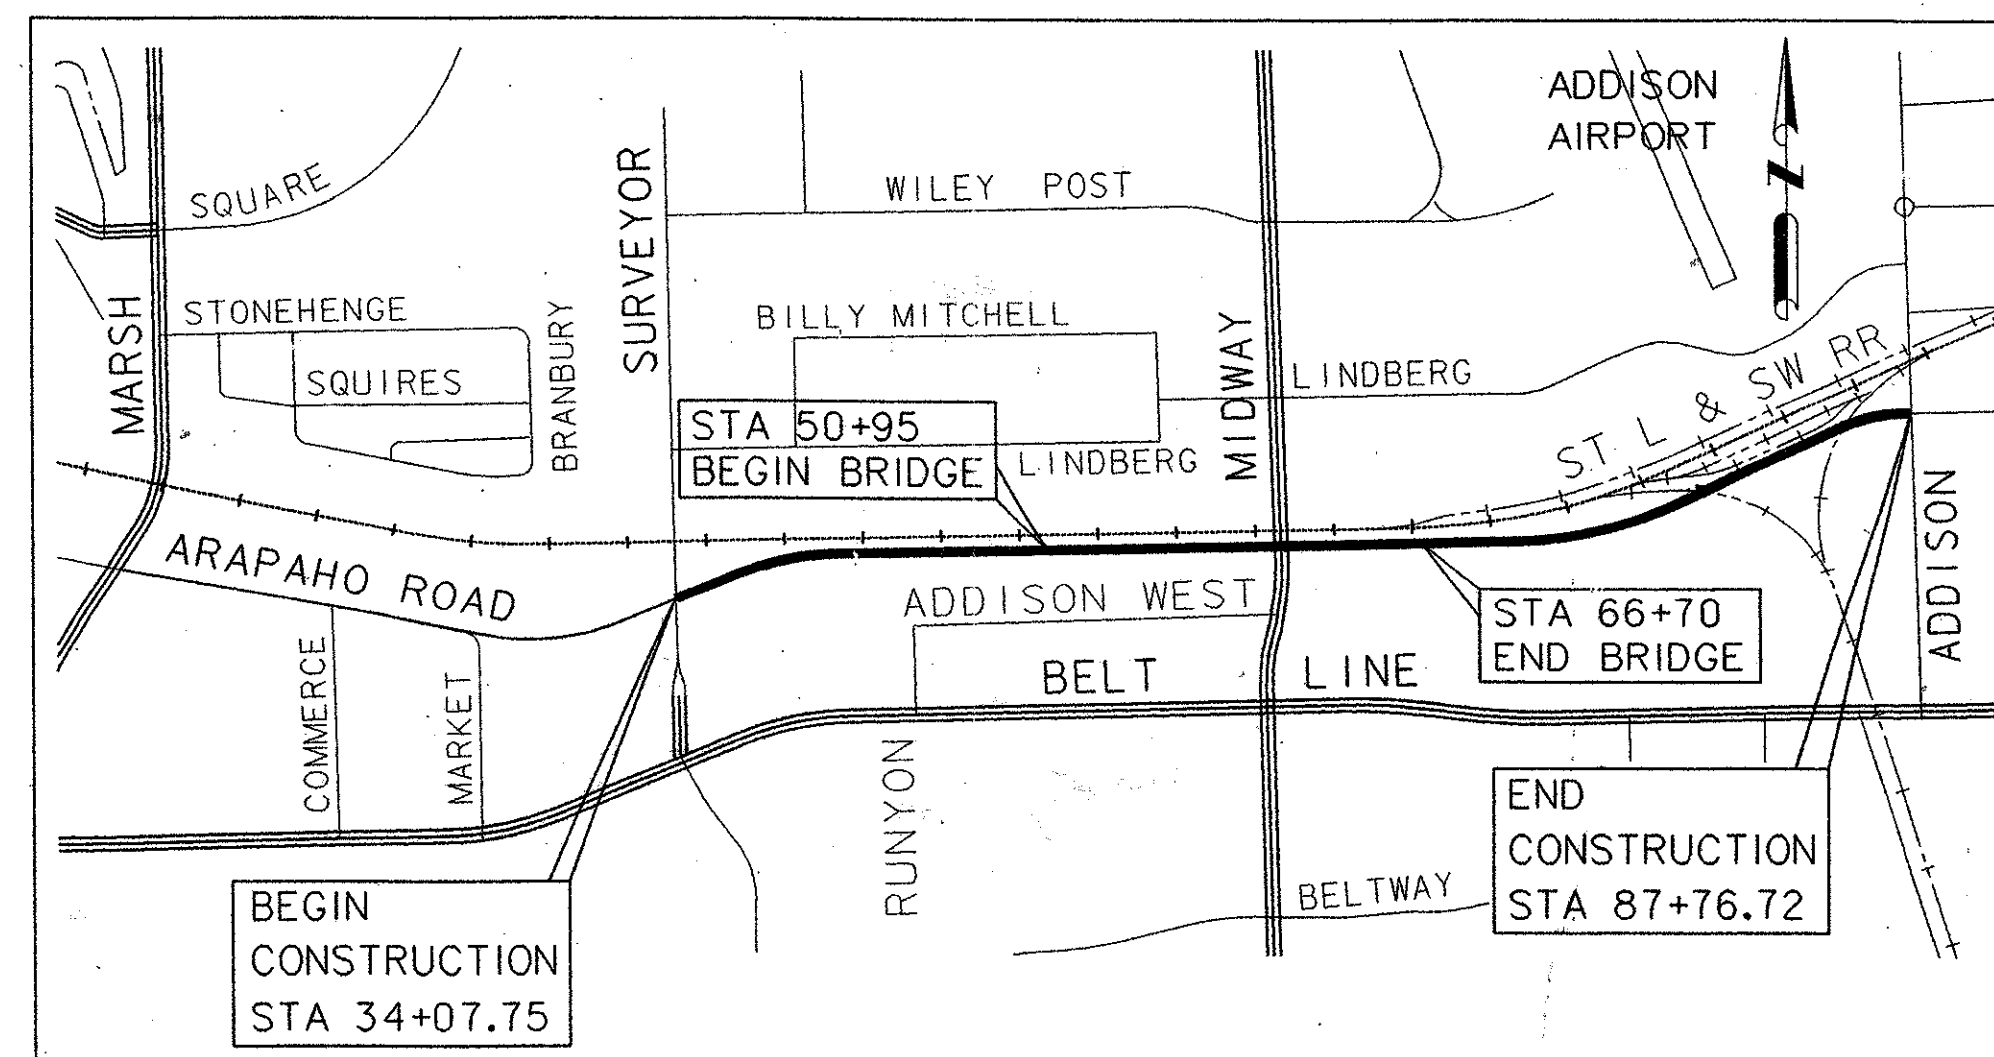 ADDISON
AIRPORT
N
SQUARE
WILEY POST
SURVEYOR
MARSH
STONEHENGE
SQUIRES
BRANBURY
BILLY MITCHELL
MIDWAY
LINDBERG
ST L & SW RR
STA 50+95
BEGIN BRIDGE
LINDBERG
ADDISON
ARAPAHO ROAD
ADDISON WEST
STA 66+70
END BRIDGE
BELT LINE
COMMERCE
MARKET
RUNYON
BELTWAY
END
CONSTRUCTION
STA 87+76.72
BEGIN
CONSTRUCTION
STA 34+07.75